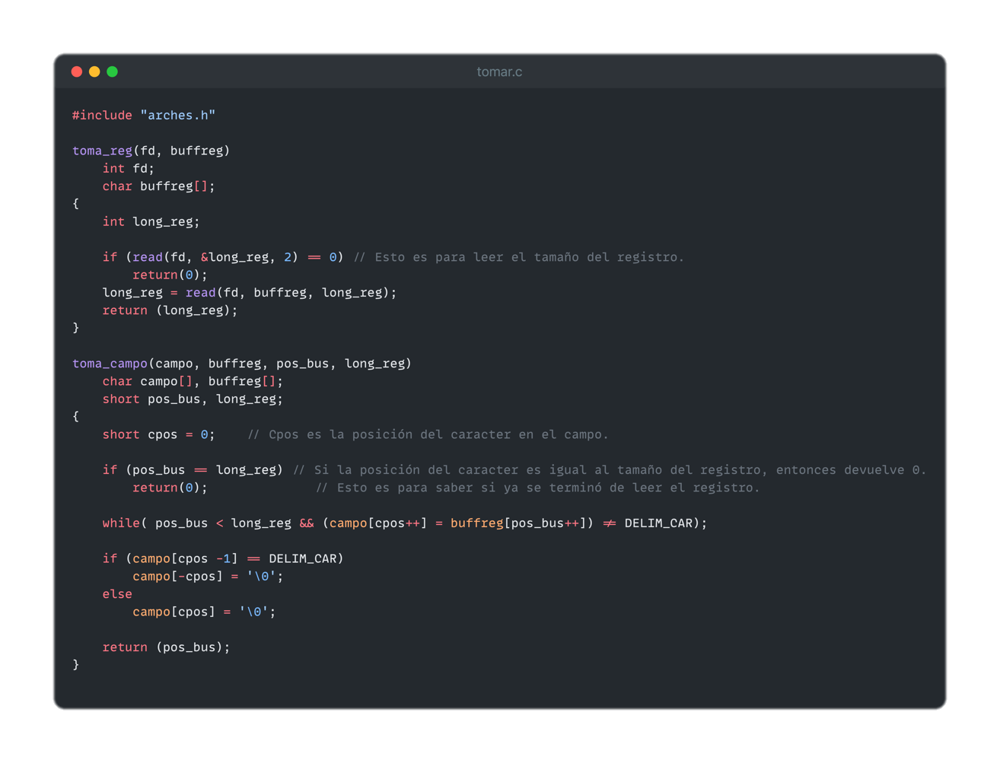 tomar.c
#include "arches.h"
toma_reg(fd, buffreg)
    int fd;
    char buffreg[];
{
    int long_reg;
    if (read(fd, &long_reg, 2) == 0) // Esto es para leer el tamaño del registro.
        return(0);
    long_reg = read(fd, buffreg, long_reg);
    return (long_reg);
}
toma_campo(campo, buffreg, pos_bus, long_reg)
    char campo[], buffreg[];
    short pos_bus, long_reg;
{
    short cpos = 0;    // Cpos es la posición del caracter en el campo.
    if (pos_bus == long_reg) // Si la posición del caracter es igual al tamaño del registro, entonces devuelve 0.
        return(0);              // Esto es para saber si ya se terminó de leer el registro.
    while( pos_bus < long_reg && (campo[cpos++] = buffreg[pos_bus++]) != DELIM_CAR);
    if (campo[cpos -1] == DELIM_CAR)
        campo[-cpos] = '\0';
    else
        campo[cpos] = '\0';
    return (pos_bus);
}